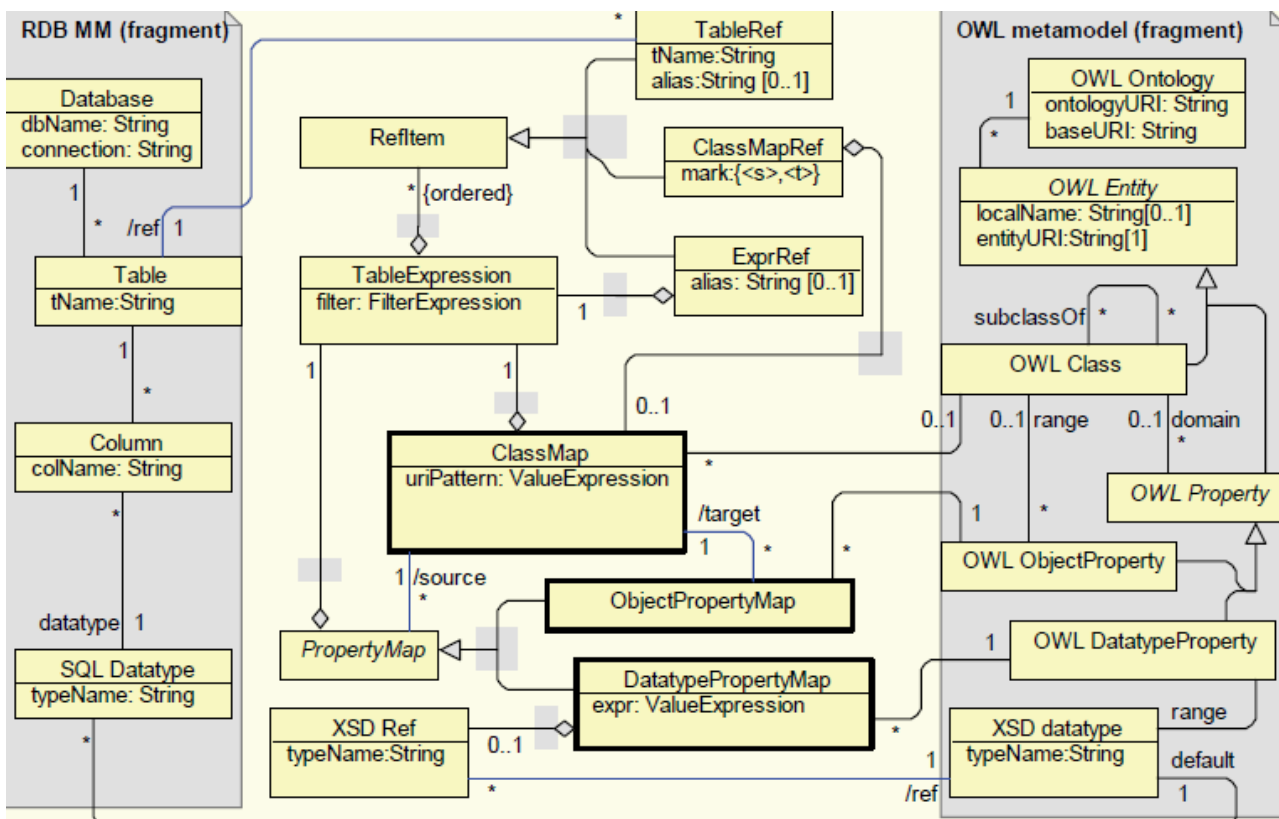 RDB MM (fragment)
Database
dbName: String
connection: String
1
*
/ref 1
Table
tName:String
1
*
Column
colName: String
*
datatype 1
SQL Datatype
typeName: String
*
*
TableRef
tName:String
alias:String [0..1]
RefItem
* {ordered}
ClassMapRef
mark:{<s>,<t>}
TableExpression
filter: FilterExpression
1
ExprRef
alias: String [0..1]
1
1
0..1
ClassMap
uriPattern: ValueExpression
*
/target
1
*
*
1 /source
*
ObjectPropertyMap
PropertyMap
DatatypePropertyMap
expr: ValueExpression
*
XSD Ref
typeName:String
0..1
*
OWL metamodel (fragment)
OWL Ontology
ontologyURI: String
baseURI: String
1
*
OWL Entity
localName: String[0..1]
entityURI:String[1]
subclassOf * *
OWL Class
0..1
0..1 range
0..1 domain
*
OWL Property
1
*
OWL ObjectProperty
1
OWL DatatypeProperty
range
XSD datatype
typeName:String
1
/ref
default
1